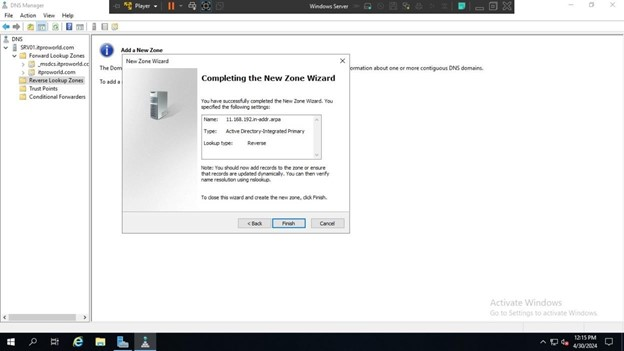 DNS Manager
Player
Windows Server
File Action View Help
DNS
SRV01.itproworld.com
Forward Lookup Zones
_msdcs.itproworld.cc
itproworld.com
Reverse Lookup Zones
Trust Points
Conditional Forwarders
Add a New Zone
The Dom
formation about one or more contiguous DNS domains.
To add a
New Zone Wizard
Completing the New Zone Wizard
You have successfully completed the New Zone Wizard. You
specified the following settings:
Name: 11.168.192.in-addr.arpa
Type: Active Directory-Integrated Primary
Lookup type: Reverse
Note: You should now add records to the zone or ensure
that records are updated dynamically. You can then verify
name resolution using nslookup.
To close this wizard and create the new zone, click Finish.
< Back Finish Cancel
Activate Windows
Go to Settings to activate Windows.
12:15 PM
4/30/2024